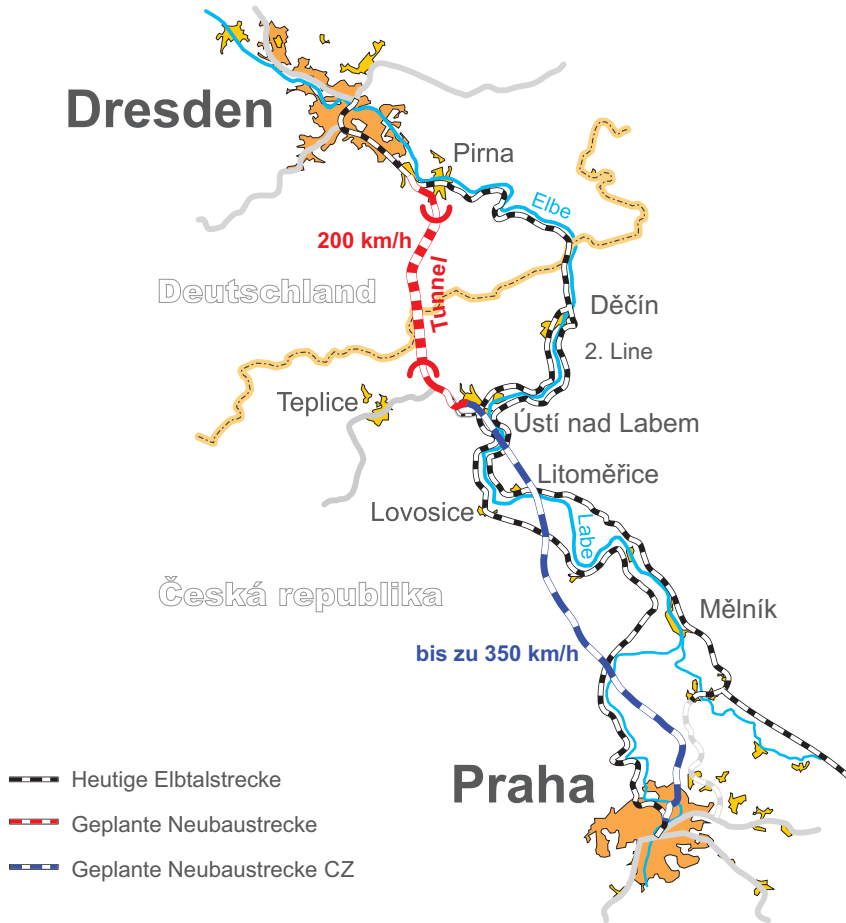 Dresden
Pirna
Elbe
200 km/h
Tunnel
Deutschland
Děčín
2. Line
Teplice
Ústí nad Labem
Litoměřice
Lovosice
Labe
Česká republika
Mělník
bis zu 350 km/h
Praha
Heutige Elbtalstrecke
Geplante Neubaustrecke
Geplante Neubaustrecke CZ